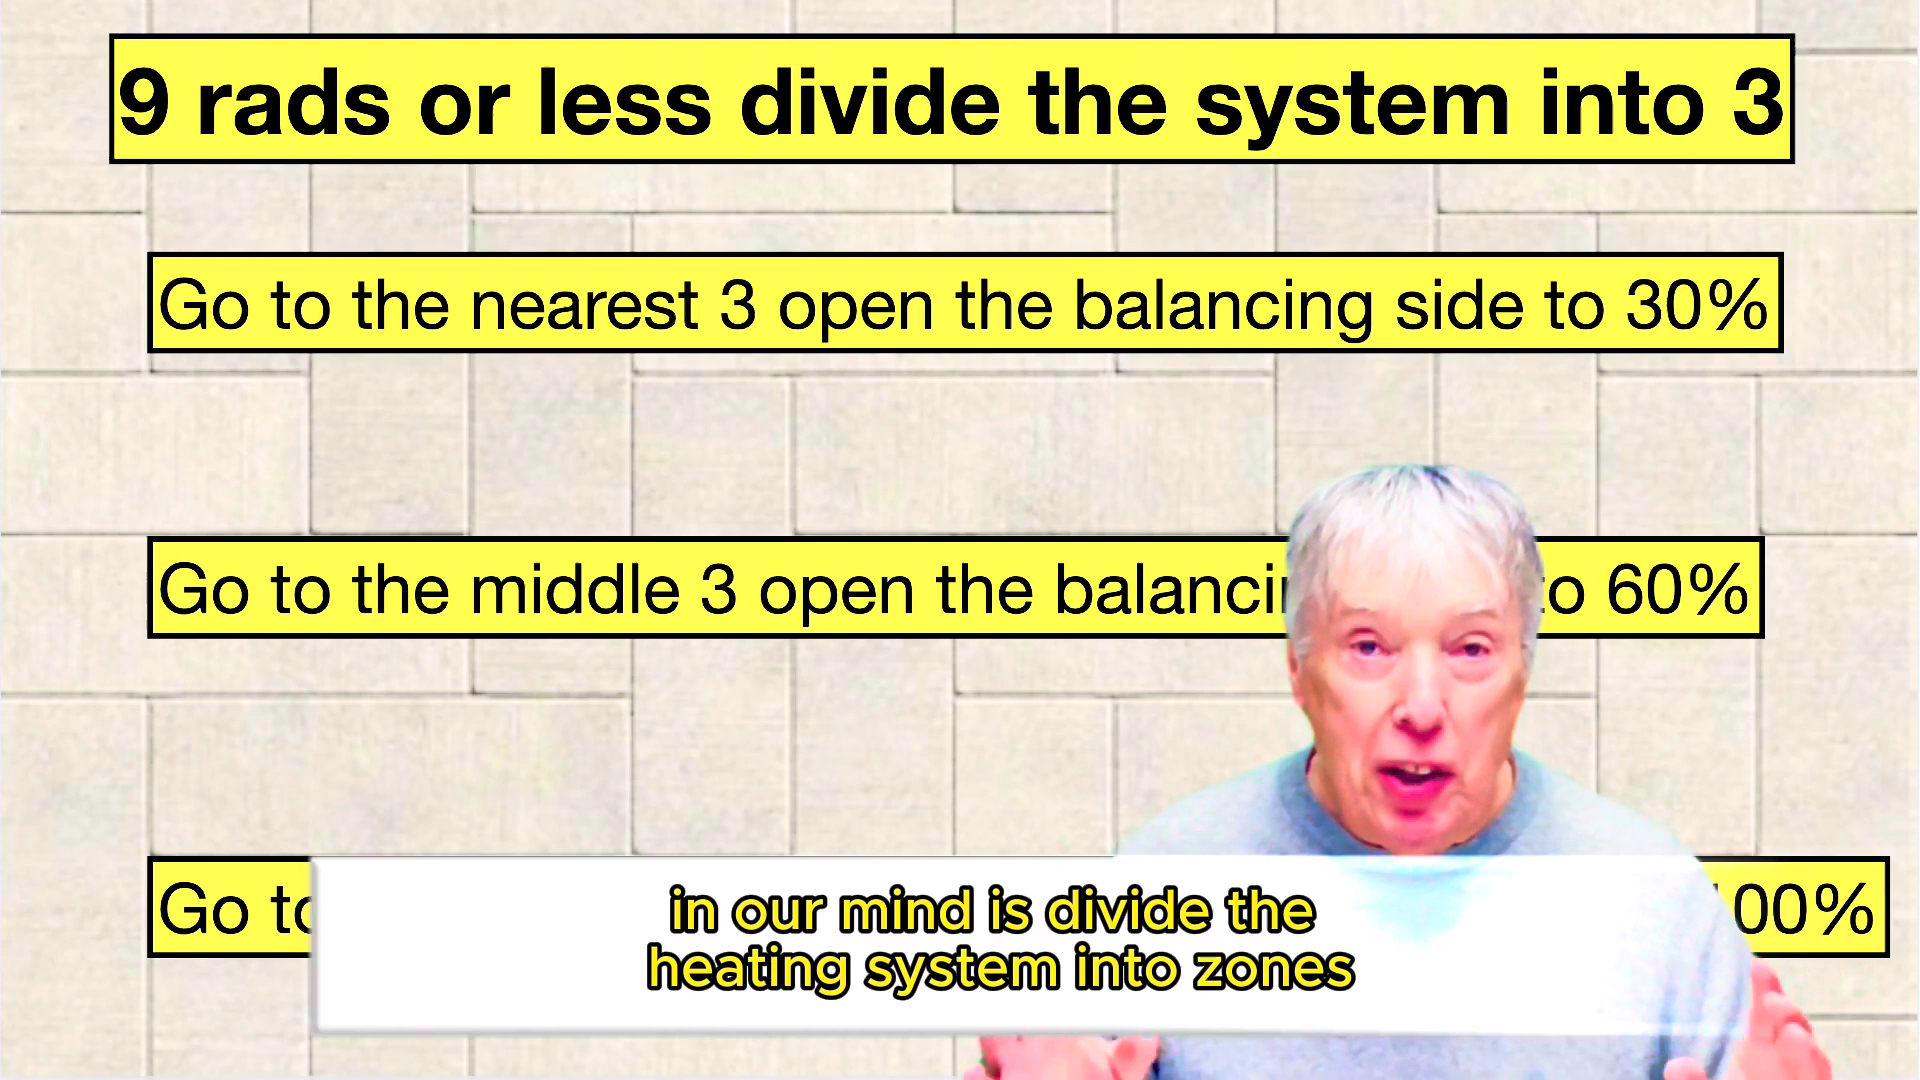 9 rads or less divide the system into 3
Go to the nearest 3 open the balancing side to 30%
Go to the middle 3 open the to 60%
Go 00%
in our mind is divide the
heating system into zones